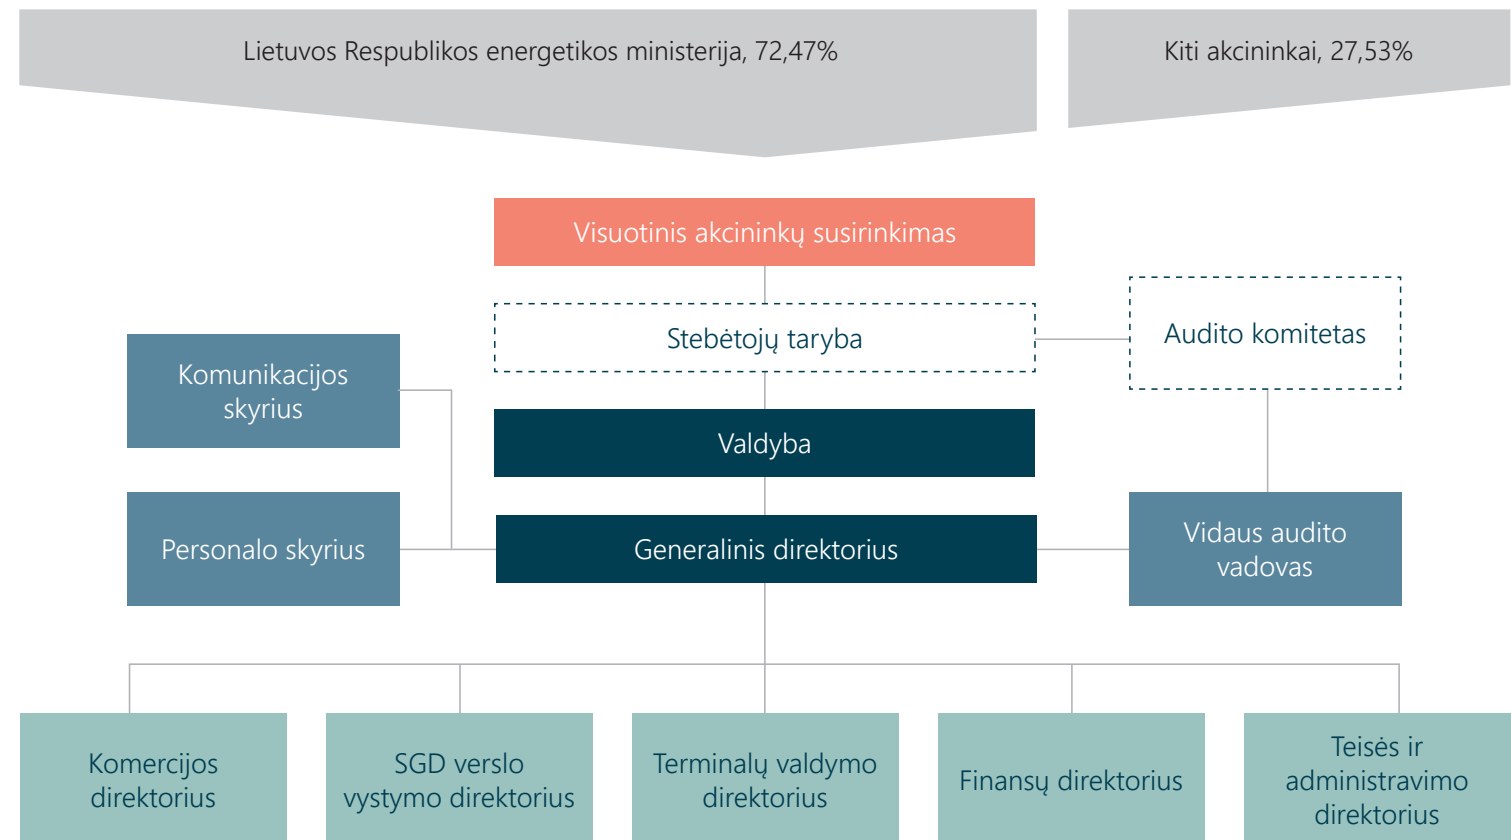 Lietuvos Respublikos energetikos ministerija, 72,47%
Kiti akcininkai, 27,53%
Visuotinis akcininkų susirinkimas
Stebėtojų taryba
Audito komitetas
Komunikacijos
skyrius
Valdyba
Personalo skyrius
Generalinis direktorius
Vidaus audito
vadovas
Komercijos
direktorius
SGD verslo
vystymo direktorius
Terminalų valdymo
direktorius
Finansų direktorius
Teisės ir
administravimo
direktorius